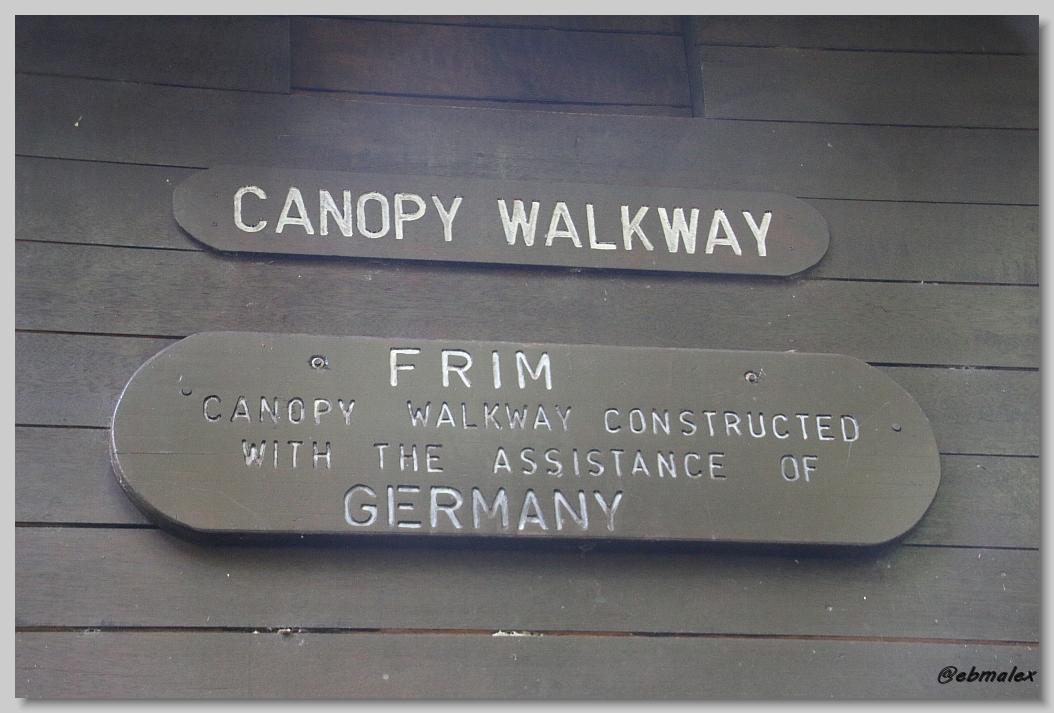 CANOPY WALKWAY
FRIM
CANOPY WALKWAY CONSTRUCTED
WITH THE ASSISTANCE OF
GERMANY
@ebmalex